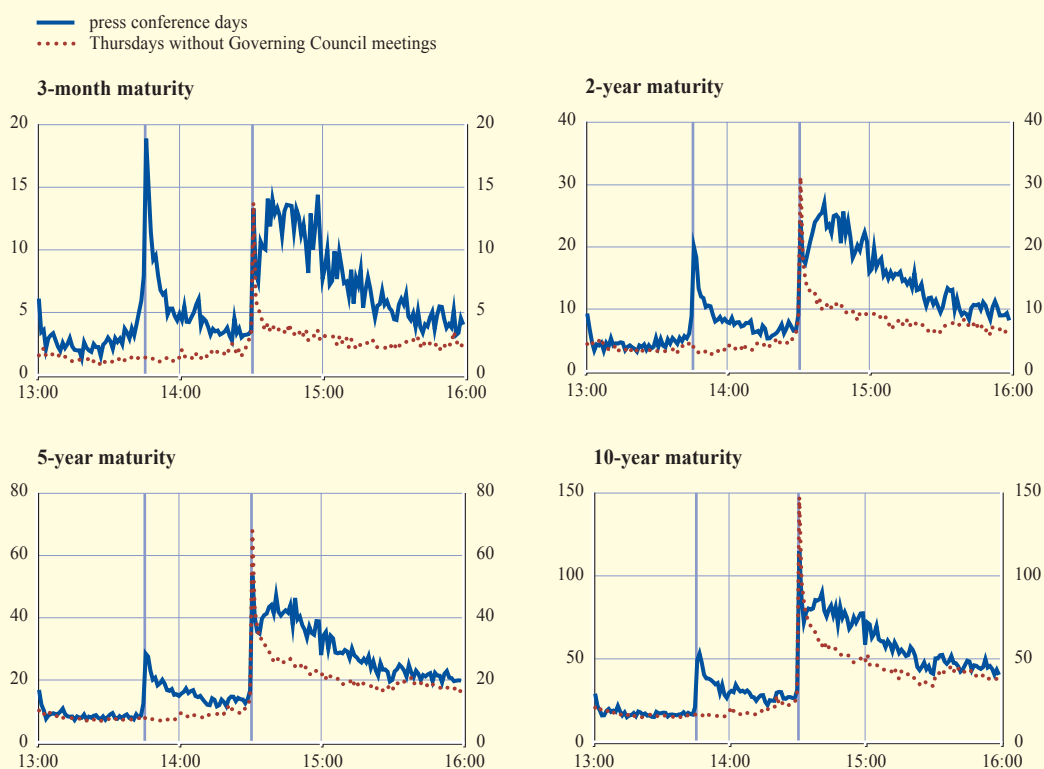 press conference days
Thursdays without Governing Council meetings
3-month maturity
20 20
15 15
10 10
5 5
0 0
13:00 14:00 15:00 16:00
2-year maturity
40 40
30 30
20 20
10 10
0 0
13:00 14:00 15:00 16:00
5-year maturity
80 80
60 60
40 40
20 20
0 0
13:00 14:00 15:00 16:00
10-year maturity
150 150
100 100
50 50
0 0
13:00 14:00 15:00 16:00